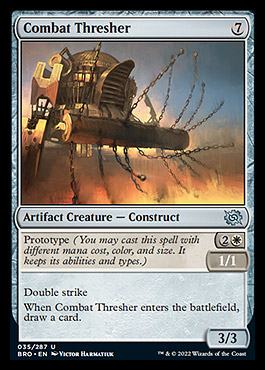 Combat Thresher 7
Artifact Creature — Construct
Prototype (You may cast this spell with 2
different mana cost, color, and size. It
keeps its abilities and types.) 1/1
Double strike
When Combat Thresher enters the battlefield,
draw a card.
3/3
035/287 U
BRO • EN Victor Harmatiuk ™ & © 2022 Wizards of the Coast